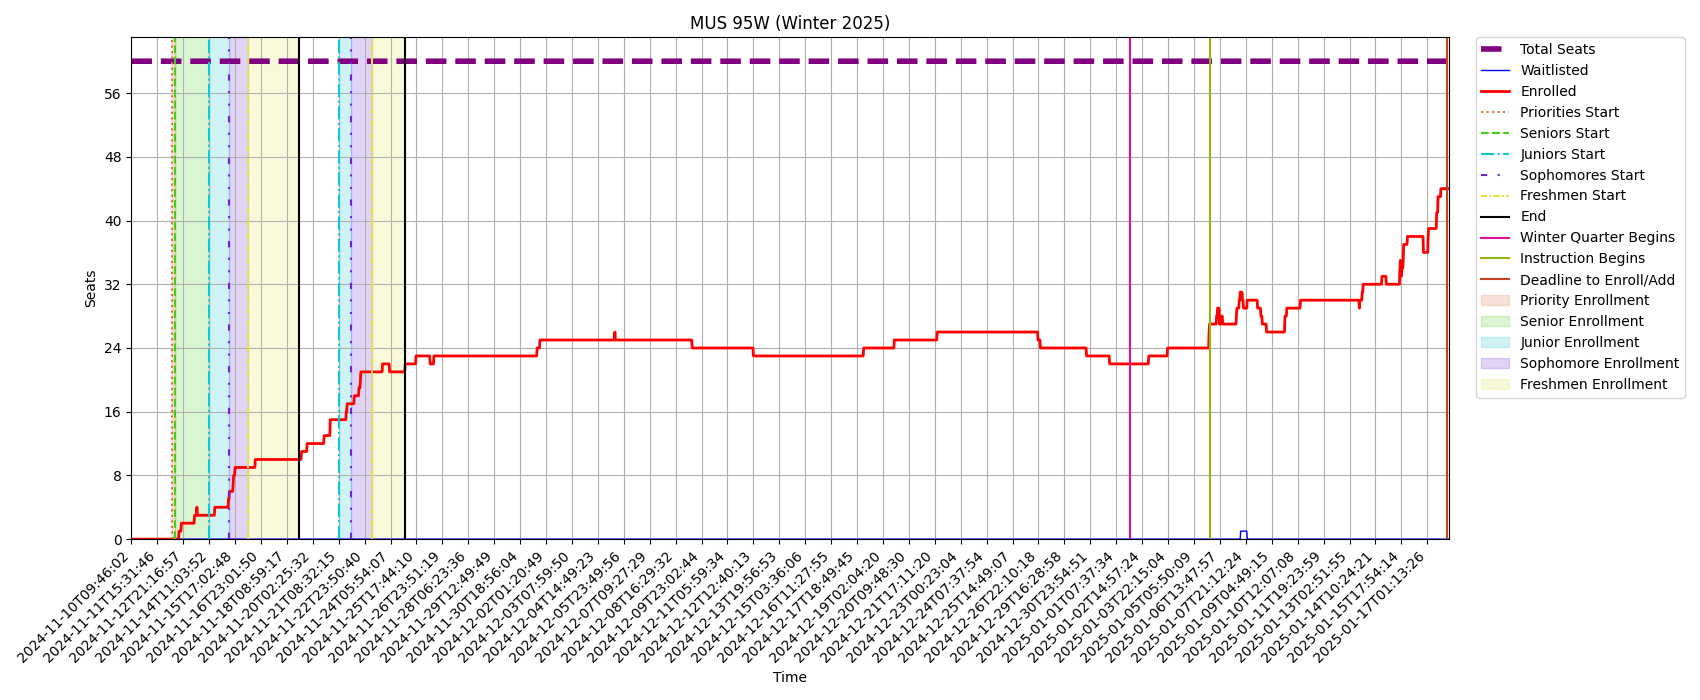 MUS 95W (Winter 2025)
Total Seats
Waitlisted
Enrolled
Priorities Start
Seniors Start
Juniors Start
Sophomores Start
Freshmen Start
End
Winter Quarter Begins
Instruction Begins
Deadline to Enroll/Add
Priority Enrollment
Senior Enrollment
Junior Enrollment
Sophomore Enrollment
Freshmen Enrollment
Seats
56
48
40
32
24
16
8
0
2024-11-10T09:46:02
2024-11-11T15:31:46
2024-11-12T21:16:57
2024-11-14T11:03:52
2024-11-15T17:02:48
2024-11-16T23:01:50
2024-11-18T08:59:17
2024-11-20T02:25:32
2024-11-21T08:32:15
2024-11-22T23:50:40
2024-11-24T05:54:07
2024-11-25T17:44:10
2024-11-26T23:51:19
2024-11-28T06:23:36
2024-11-29T12:49:49
2024-11-30T18:56:04
2024-12-02T01:20:49
2024-12-03T07:59:50
2024-12-04T14:49:23
2024-12-05T23:49:56
2024-12-07T09:27:29
2024-12-08T16:29:32
2024-12-09T23:02:44
2024-12-11T05:59:34
2024-12-12T12:40:13
2024-12-13T19:56:53
2024-12-15T03:36:06
2024-12-16T11:27:55
2024-12-17T18:49:45
2024-12-19T02:04:20
2024-12-20T09:48:30
2024-12-21T17:11:20
2024-12-23T00:23:04
2024-12-24T07:37:54
2024-12-25T14:49:07
2024-12-26T22:10:18
2024-12-29T16:28:58
2024-12-30T23:54:51
2025-01-01T07:37:34
2025-01-02T14:57:24
2025-01-03T22:15:04
2025-01-05T05:50:09
2025-01-06T13:47:57
2025-01-07T21:12:24
2025-01-09T04:49:15
2025-01-10T12:07:08
2025-01-11T19:23:59
2025-01-13T02:51:55
2025-01-14T10:24:21
2025-01-15T17:54:14
2025-01-17T01:13:26
Time